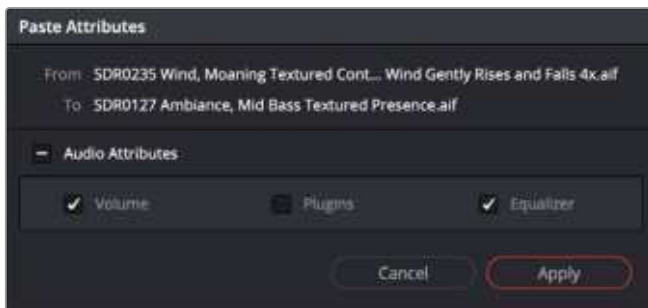 Paste Attributes
From SDR0235 Wind, Moaning Textured Cont... Wind Gently Rises and Falls 4x.aif
To SDR0127 Ambiance, Mid Bass Textured Presence.aif
Audio Attributes
Volume Plugins Equalizer
Cancel Apply